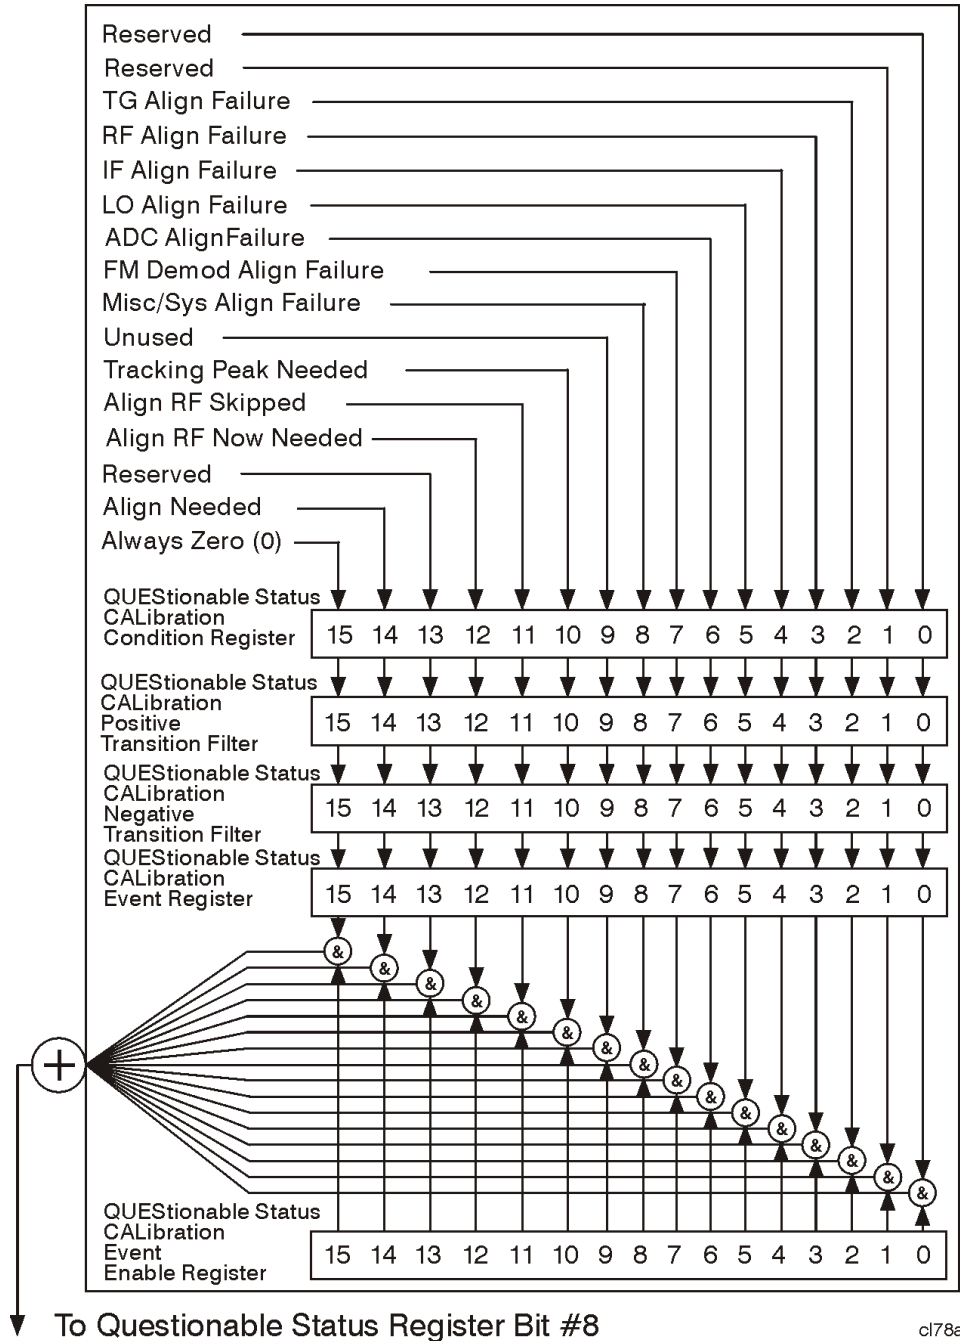 Reserved
Reserved
TG Align Failure
RF Align Failure
IF Align Failure
LO Align Failure
ADC AlignFailure
FM Demod Align Failure
Misc/Sys Align Failure
Unused
Tracking Peak Needed
Align RF Skipped
Align RF Now Needed
Reserved
Align Needed
Always Zero (0)
QUEStionable Status
CALibration
Condition Register
15 14 13 12 11 10 9 8 7 6 5 4 3 2 1 0
QUEStionable Status
CALibration
Positive
Transition Filter
15 14 13 12 11 10 9 8 7 6 5 4 3 2 1 0
QUEStionable Status
CALibration
Negative
Transition Filter
15 14 13 12 11 10 9 8 7 6 5 4 3 2 1 0
QUEStionable Status
CALibration
Event Register
15 14 13 12 11 10 9 8 7 6 5 4 3 2 1 0
& & & & & & & & & & & & & & & &
+
QUEStionable Status
CALibration
Event
Enable Register
15 14 13 12 11 10 9 8 7 6 5 4 3 2 1 0
To Questionable Status Register Bit #8
cl78a